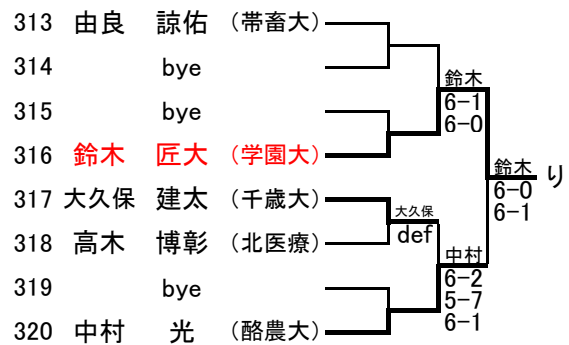 313 由良 諒佑 (帯畜大)
314 bye
鈴木
6-1
315 bye
6-0
316 鈴木 匠大 (学園大)
鈴木
り
6-0
6-1
317 大久保 建太 (千歳大)
大久保
def
318 高木 博彰 (北医療)
中村
6-2
5-7
6-1
319 bye
320 中村 光 (酪農大)